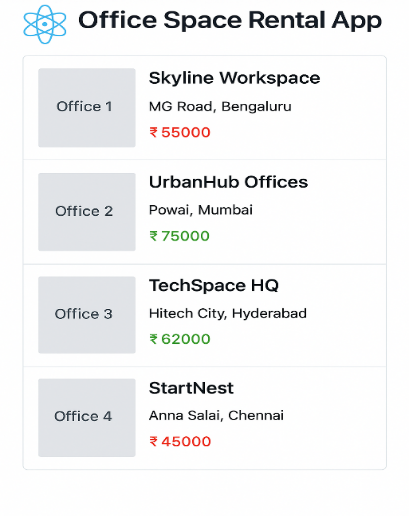 Office Space Rental App
Office 1
Skyline Workspace
MG Road, Bengaluru
₹ 55000
Office 2
UrbanHub Offices
Powai, Mumbai
₹ 75000
Office 3
TechSpace HQ
Hitech City, Hyderabad
₹ 62000
Office 4
StartNest
Anna Salai, Chennai
₹ 45000